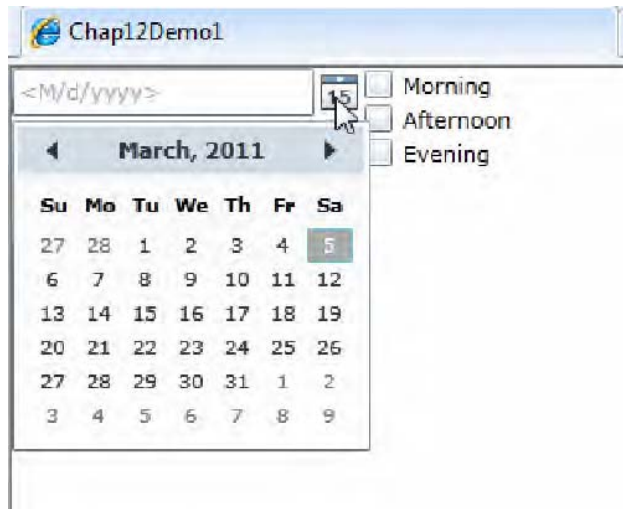 Chap12Demo1
<M/d/yyyy>
15
Morning
Afternoon
Evening
March, 2011
Su Mo Tu We Th Fr Sa
27 28 1 2 3 4 5
6 7 8 9 10 11 12
13 14 15 16 17 18 19
20 21 22 23 24 25 26
27 28 29 30 31 1 2
3 4 5 6 7 8 9